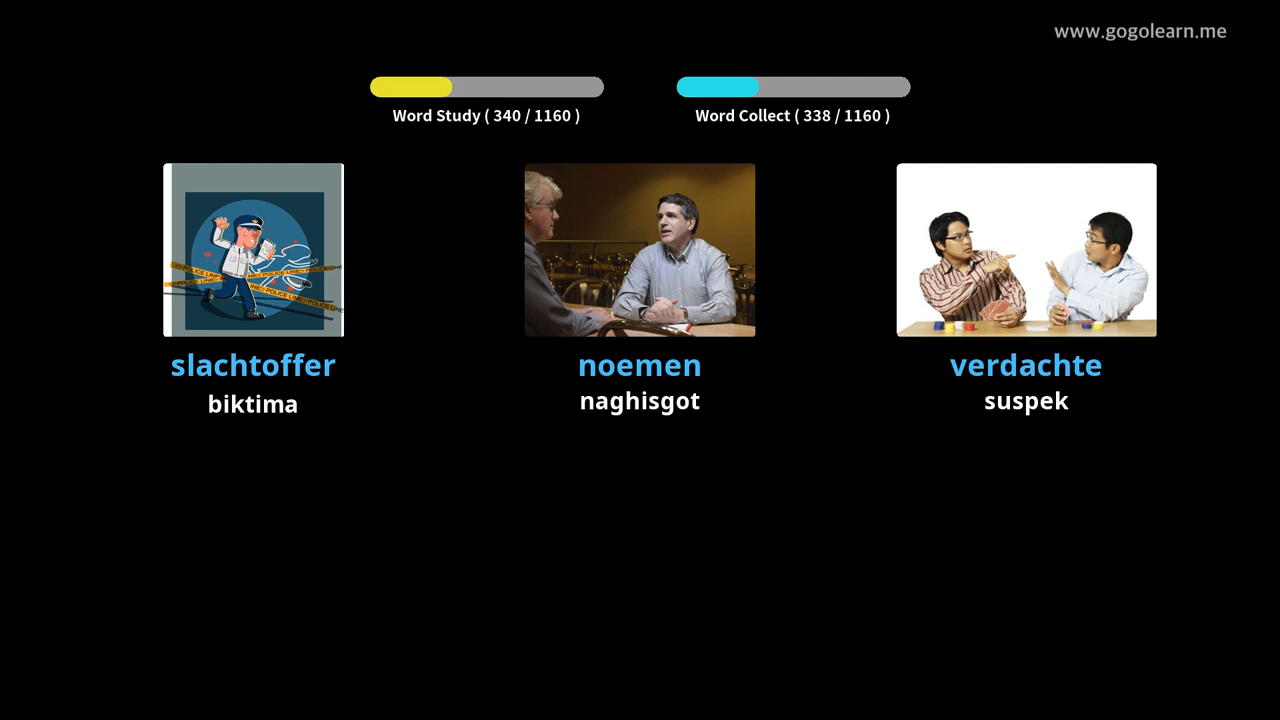 www.gogolearn.me
Word Study ( 340 / 1160 )
Word Collect ( 338 / 1160 )
slachtoffer
biktima
noemen
naghisgot
verdachte
suspek